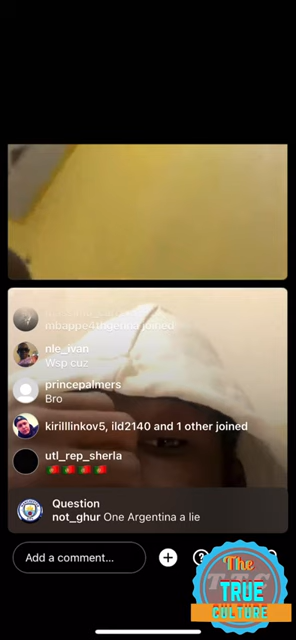 mbappe4thgenna joined
nle_ivan
Wsp cuz
princepalmers
Bro
kirilllinkov5, ild2140 and 1 other joined
utl_rep_sherla
🇵🇹🇵🇹🇵🇹🇵🇹
Question
not_ghur One Argentina a lie
Add a comment...
The
T.T.C
TRUE
CULTURE